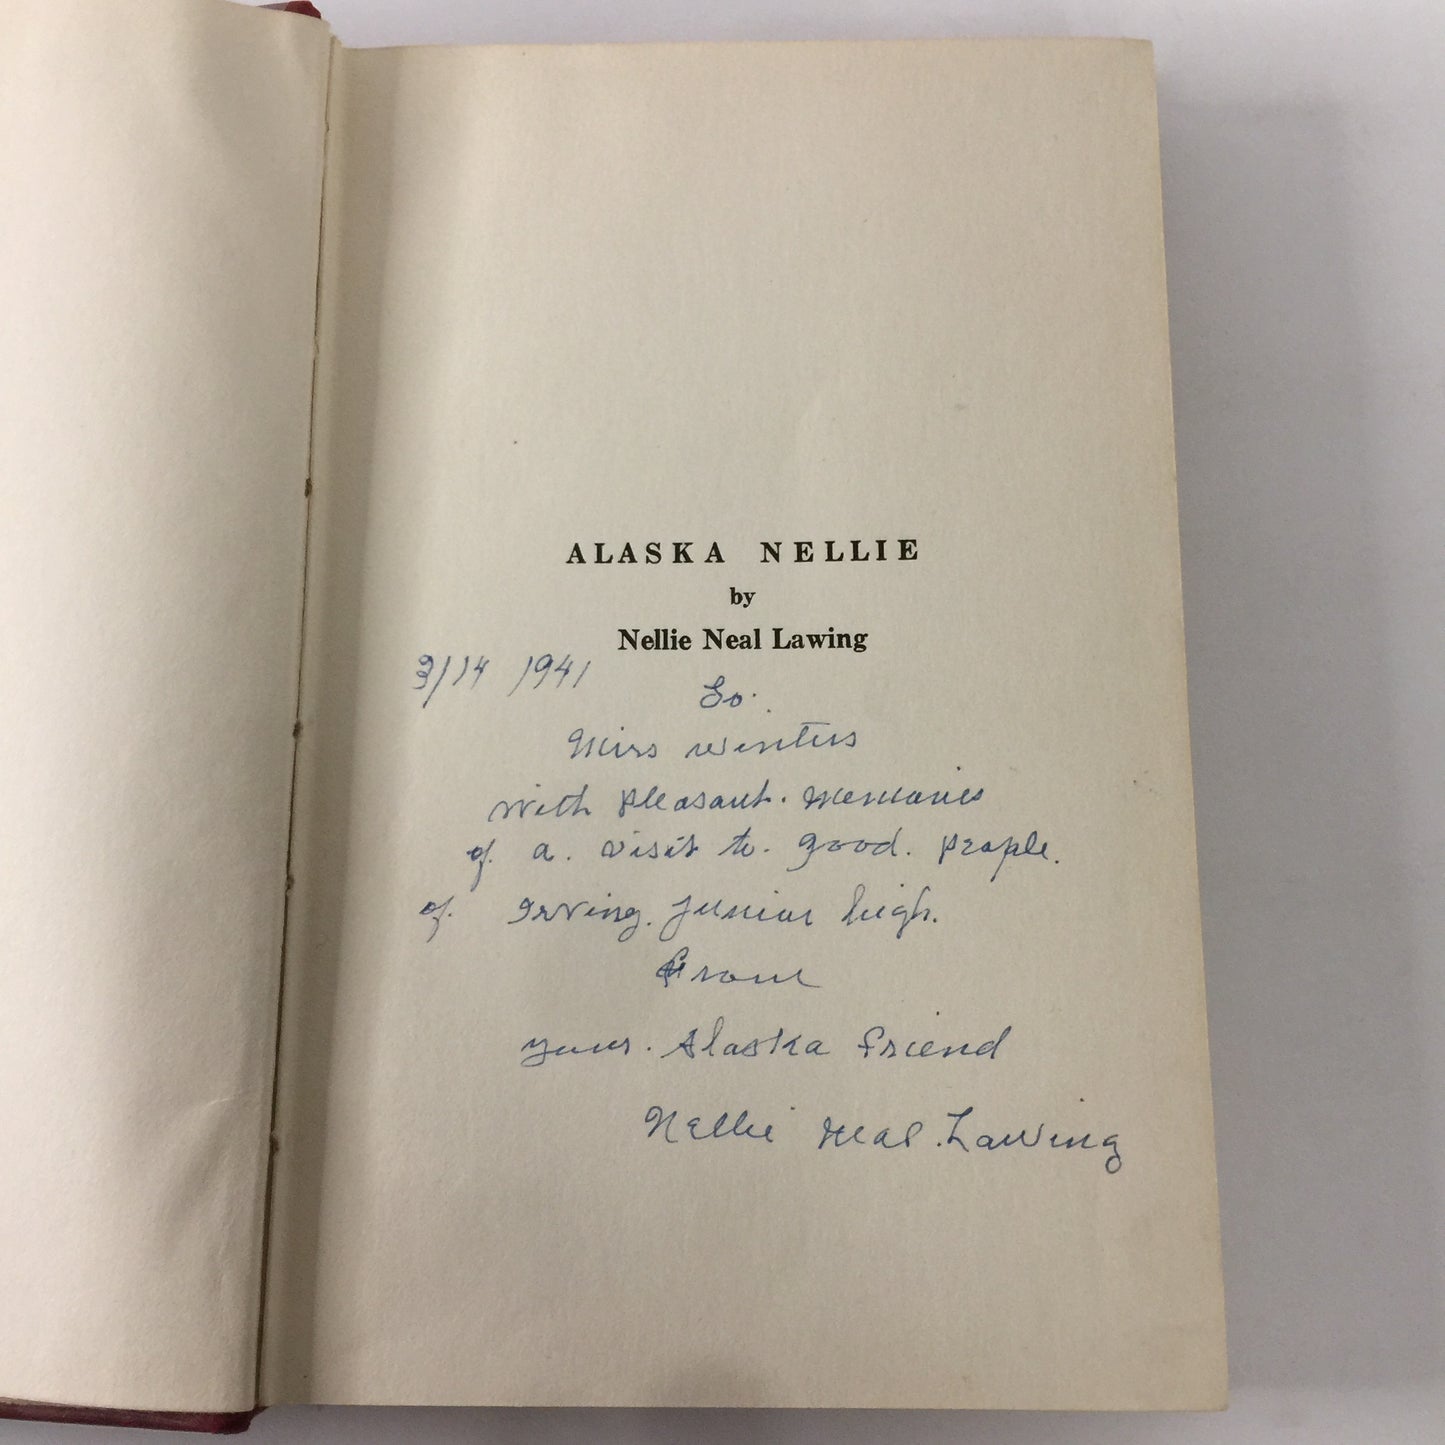 ALASKA NELLIE
by
Nellie Neal Lawing
3/14 1941
To.
Miss Winters
with pleasant. memories
of. a. visit to. good. people.
of. Irving. Junior high.
From
your. Alaska friend
Nellie Neal. Lawing